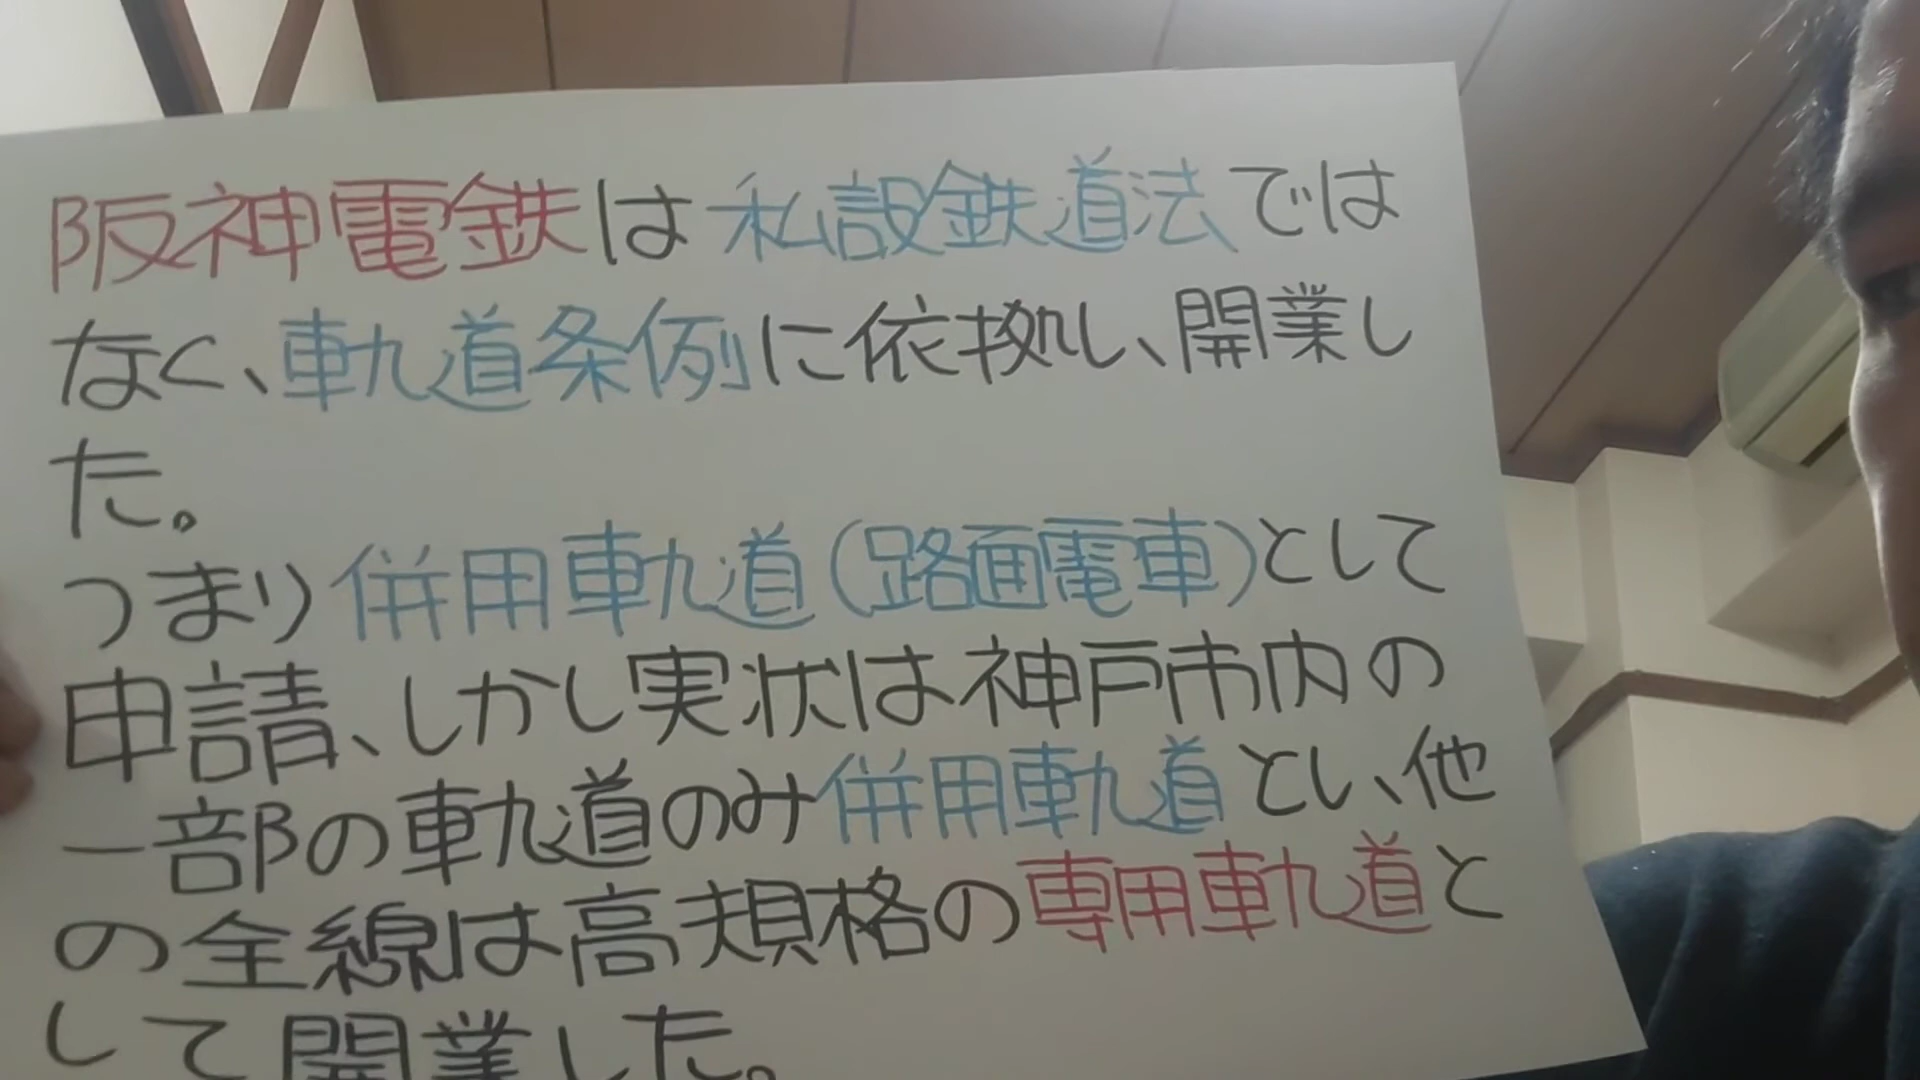 阪神電鉄は私設鉄道法では
なく、軌道条例に依拠し、開業し
た。
つまり併用軌道(路面電車)として
申請、しかし実状は神戸市内の
一部の軌道のみ併用軌道とし、他
の全線は高規格の専用軌道と
して開業した。